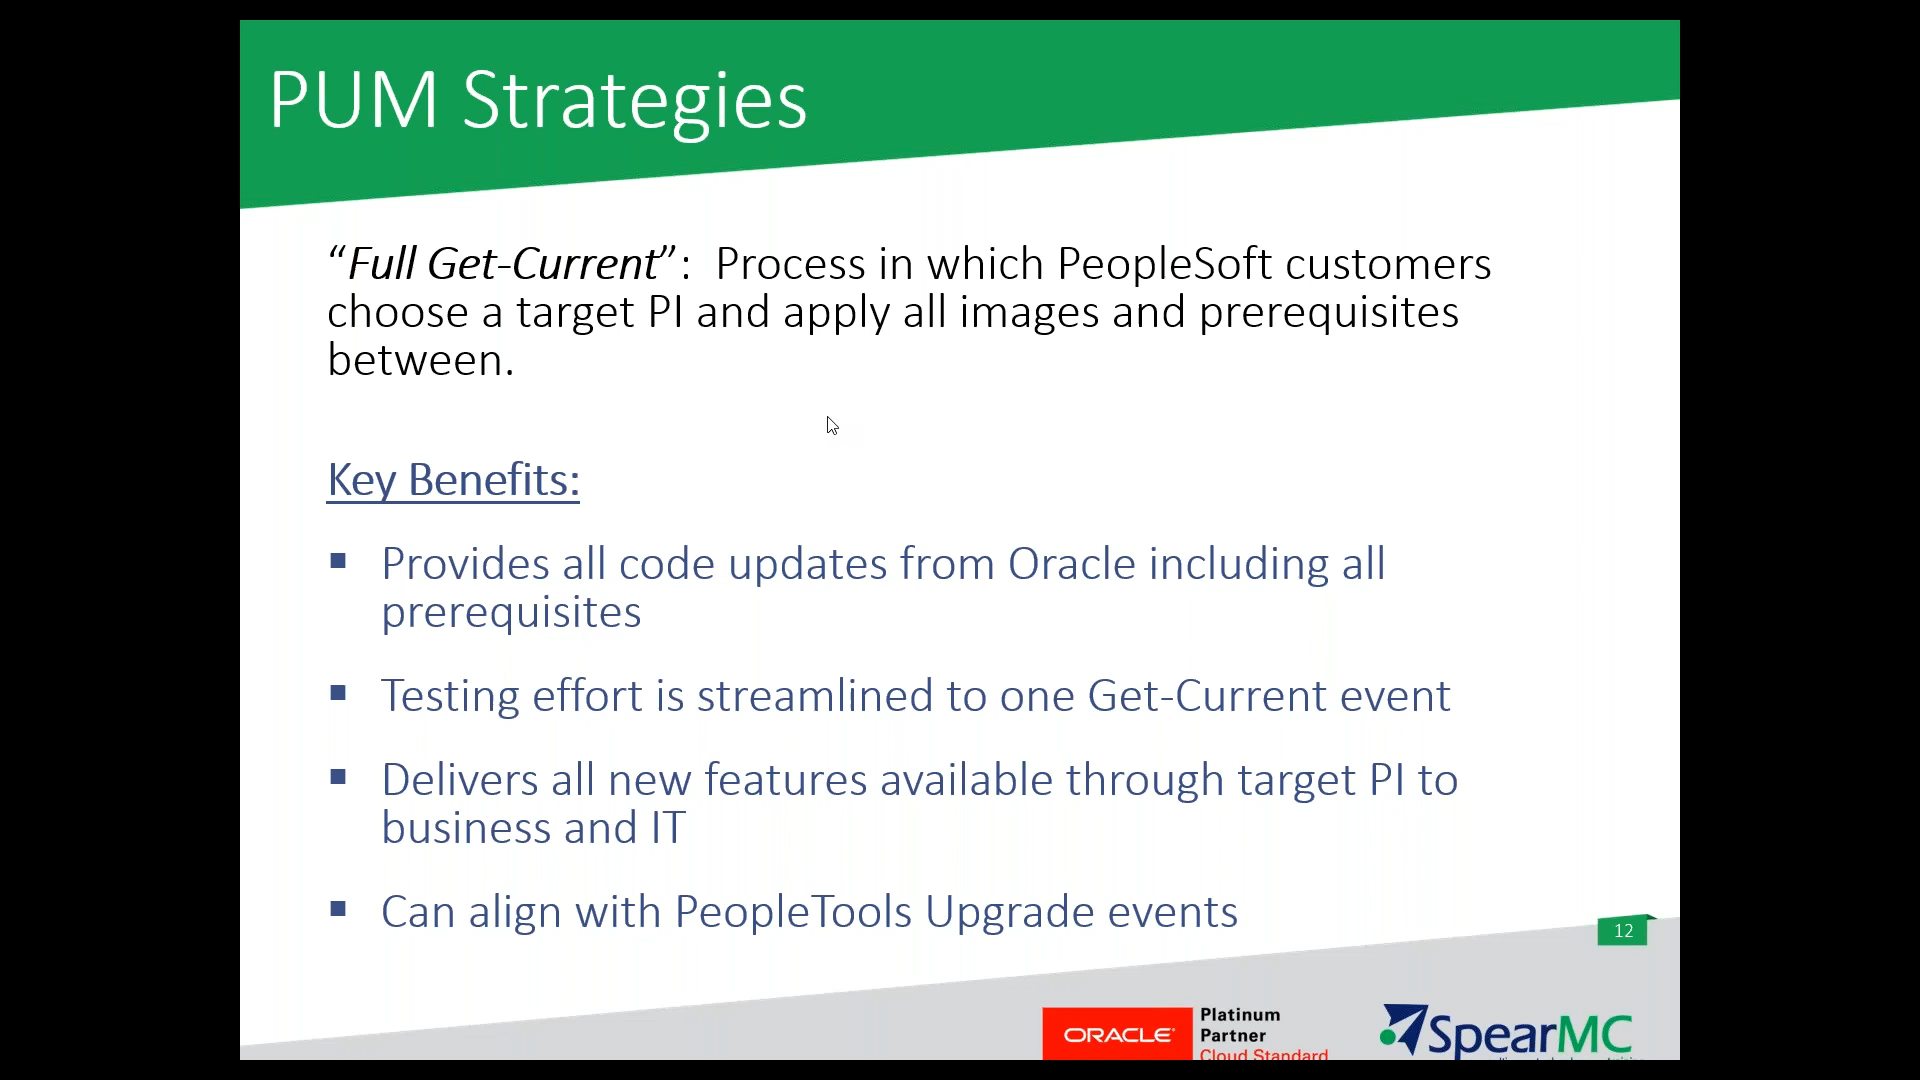 PUM Strategies
“Full Get-Current”:  Process in which PeopleSoft customers
choose a target PI and apply all images and prerequisites
between.
Key Benefits:
▪ Provides all code updates from Oracle including all
prerequisites
▪ Testing effort is streamlined to one Get-Current event
▪ Delivers all new features available through target PI to
business and IT
▪ Can align with PeopleTools Upgrade events
12
ORACLE
Platinum
Partner
Cloud Standard
SpearMC